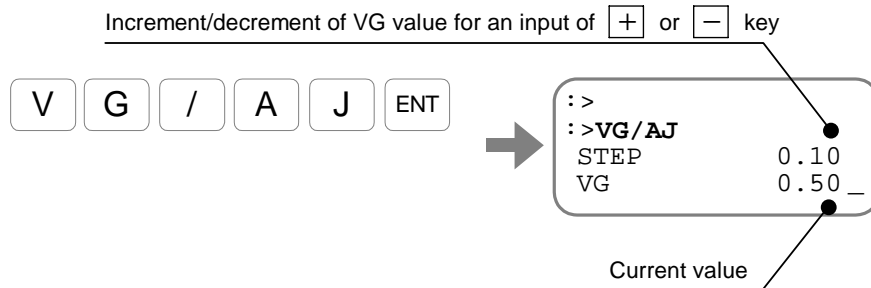 Increment/decrement of VG value for an input of + or − key
V G / A J ENT
:>
:>VG/AJ
STEP 0.10
VG 0.50_
Current value